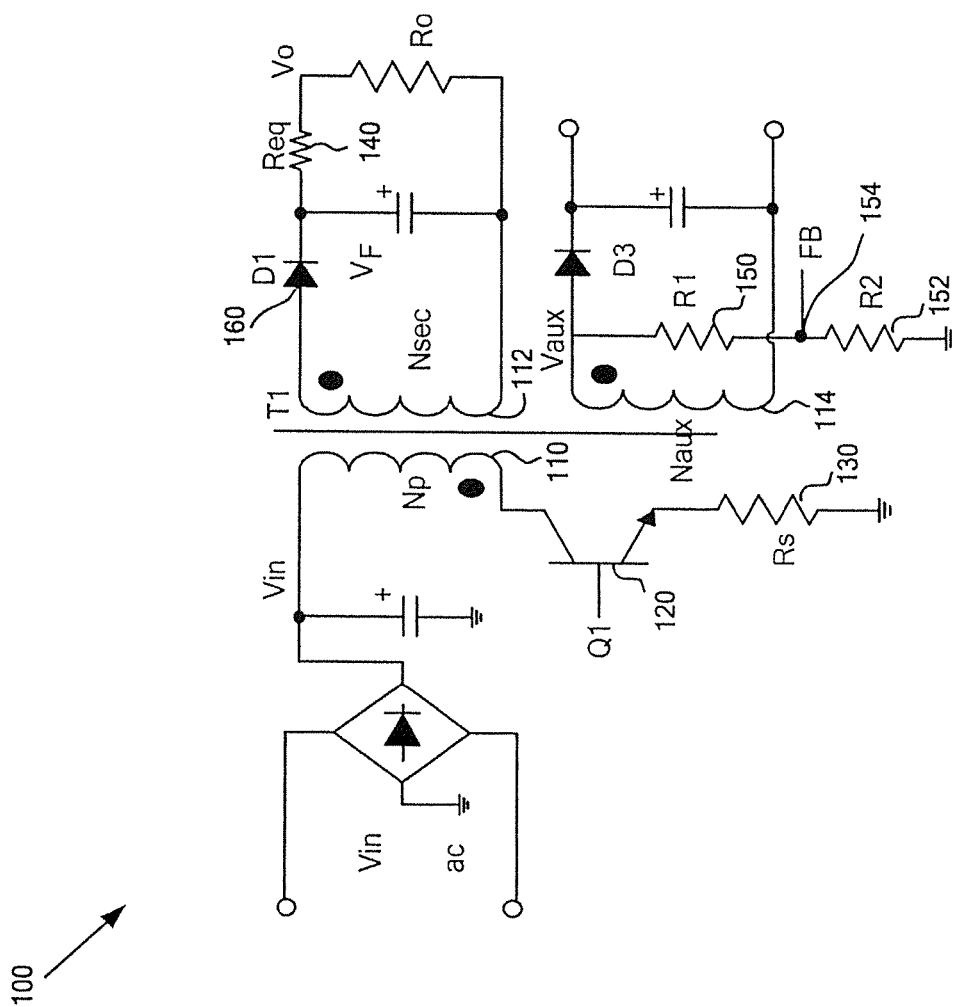 100
Vin
ac
Vin
Q1
120
Rs
130
Np
110
T1
Nsec
112
160
D1
VF
+
Req
140
Vo
Ro
+
Naux
114
Vaux
R1
150
D3
+
FB
154
R2
152